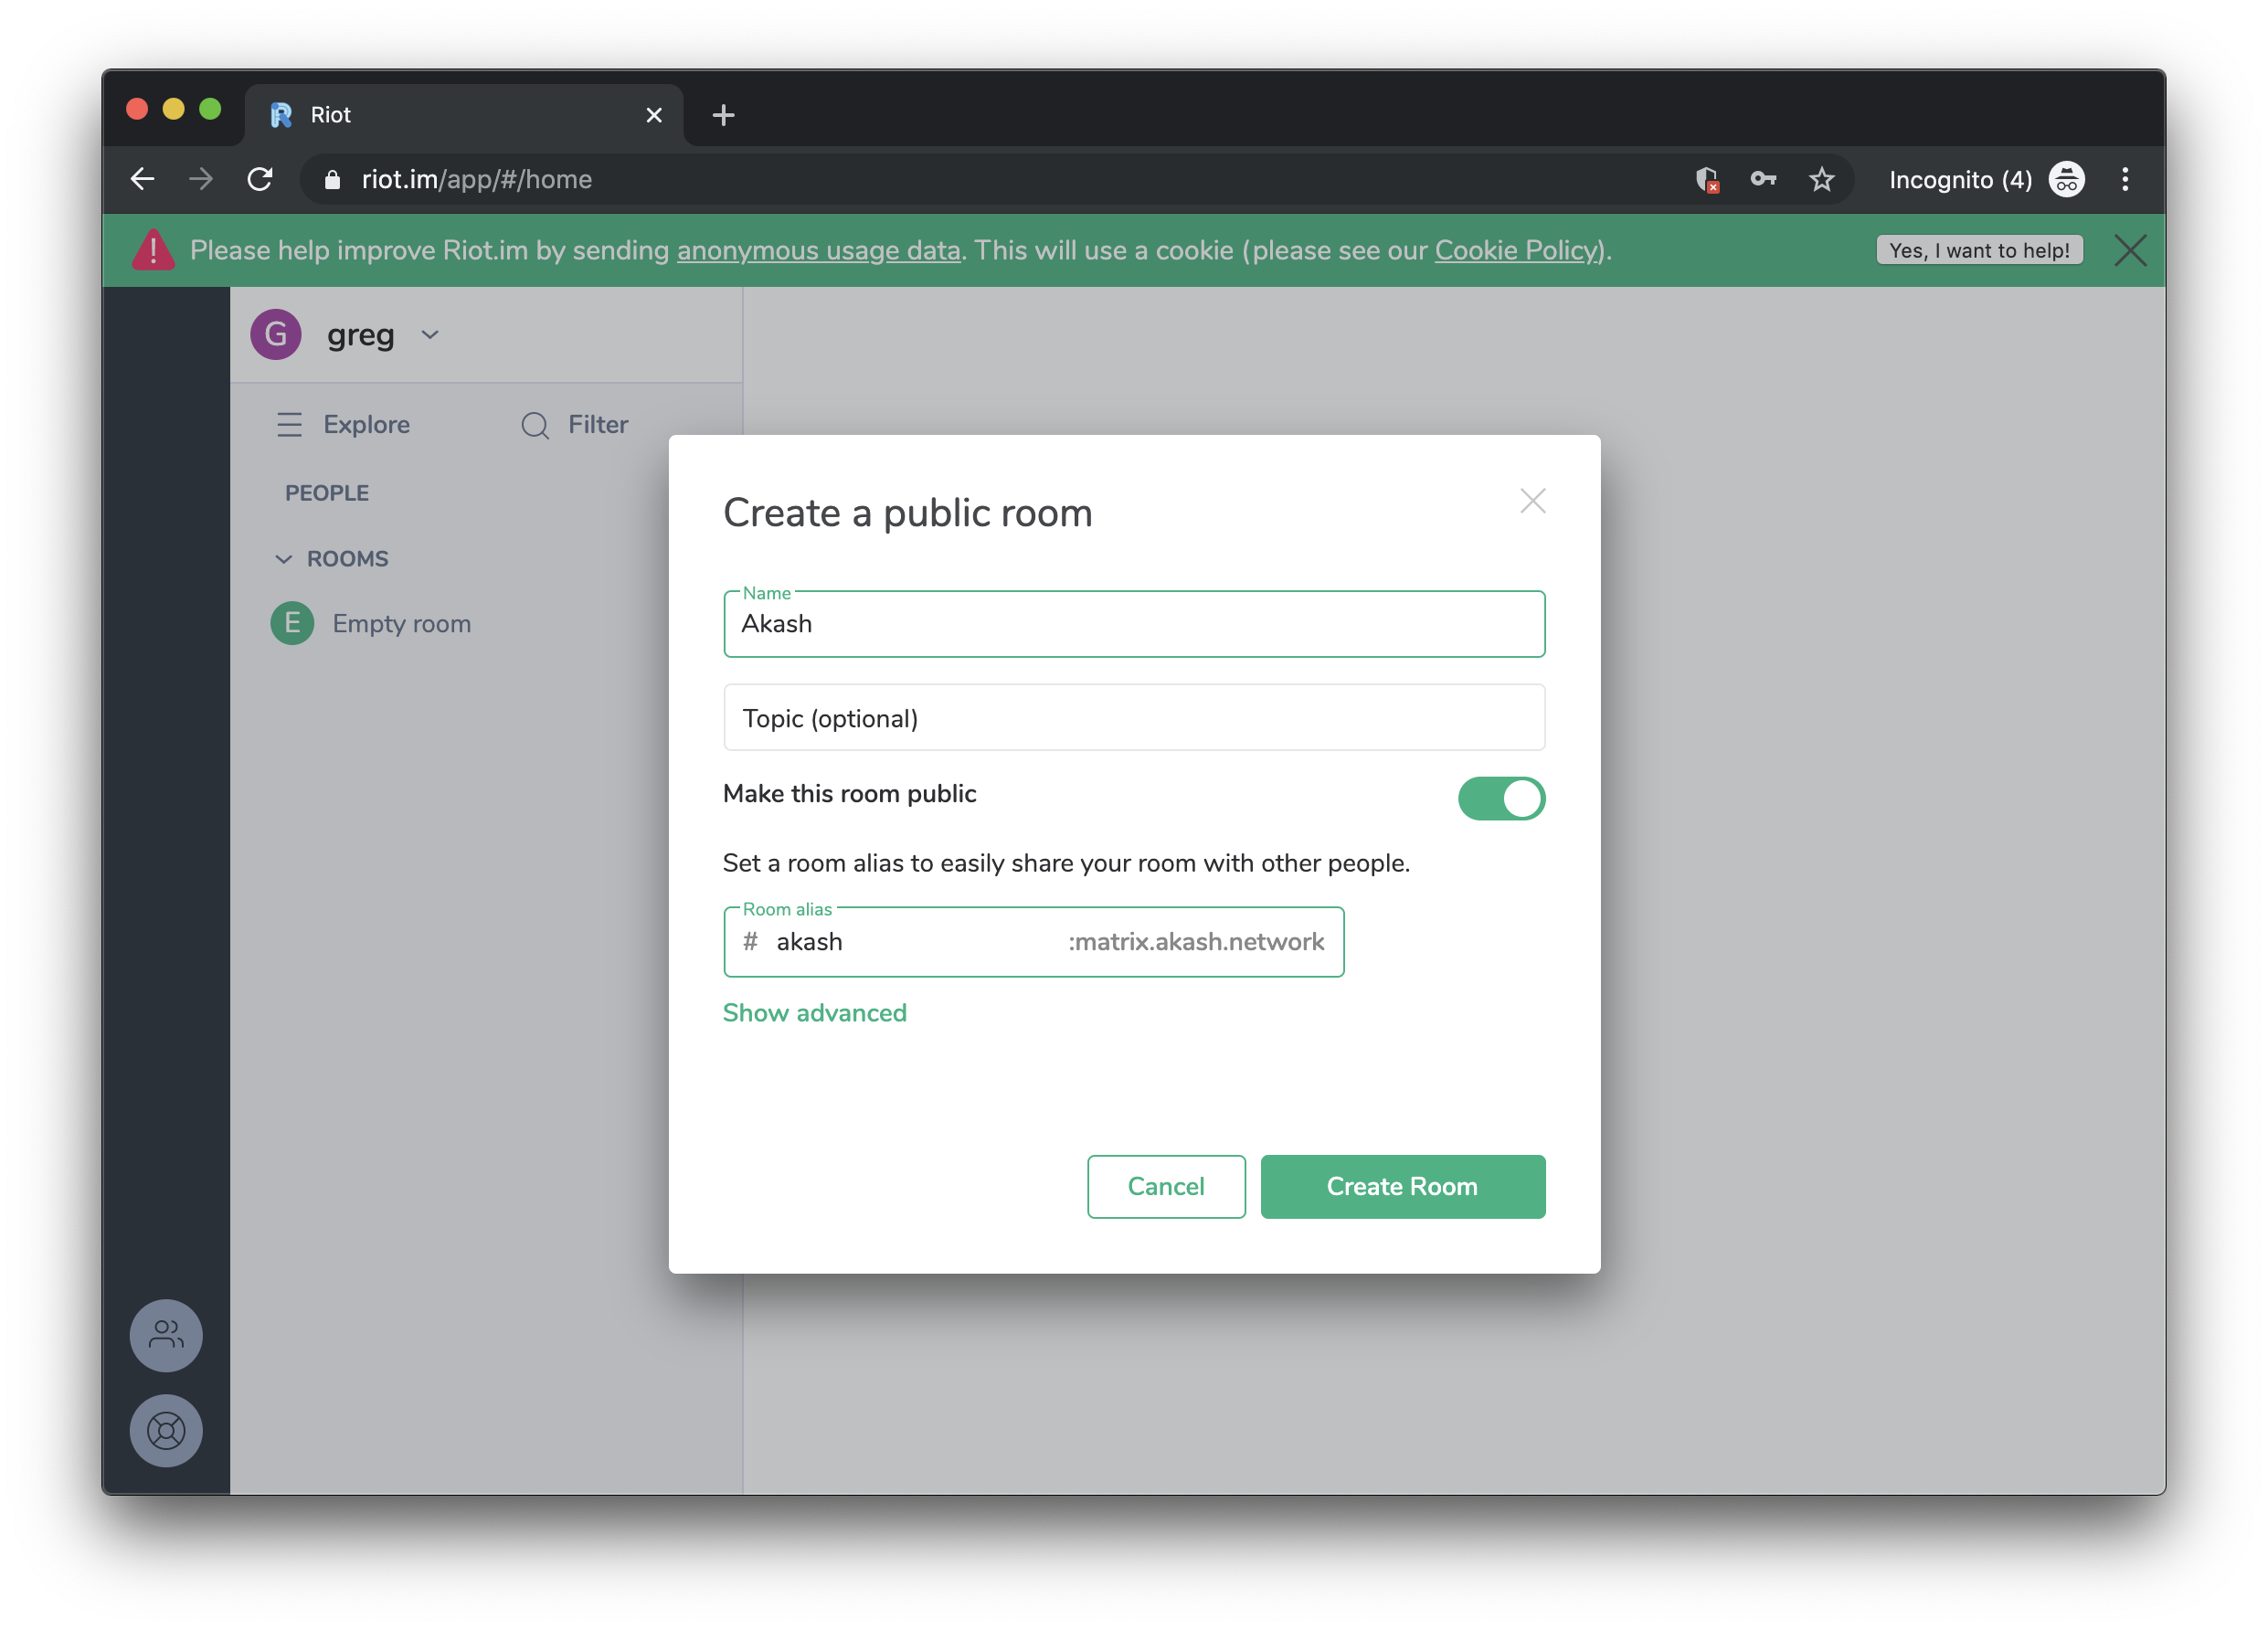 Riot
riot.im/app/#/home
Incognito (4)
Please help improve Riot.im by sending anonymous usage data. This will use a cookie (please see our Cookie Policy).
Yes, I want to help!
G greg
Explore Filter
PEOPLE
ROOMS
E Empty room
Create a public room
Name
Akash
Topic (optional)
Make this room public
Set a room alias to easily share your room with other people.
Room alias
# akash :matrix.akash.network
Show advanced
Cancel Create Room